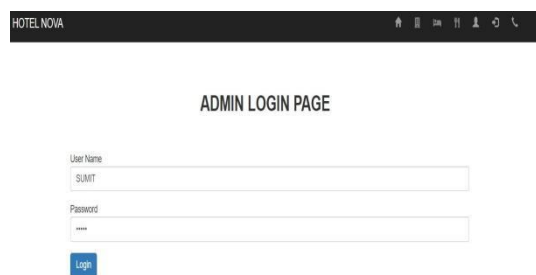 HOTEL NOVA
ADMIN LOGIN PAGE
User Name
SUMIT
Password
•••••
Login